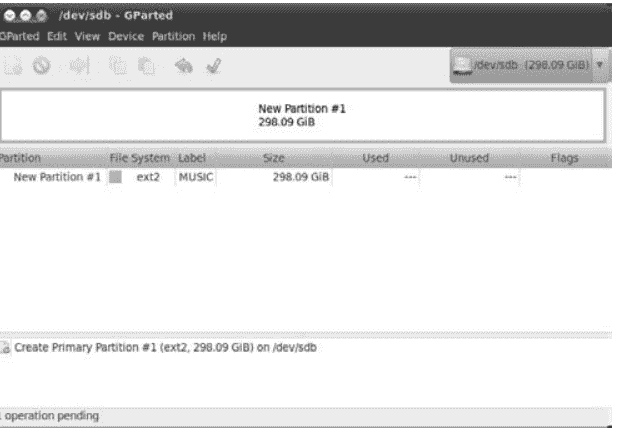 /dev/sdb - GParted
GParted Edit View Device Partition Help
/dev/sdb (298.09 GiB)
New Partition #1
298.09 GiB
Partition File System Label Size Used Unused Flags
New Partition #1 ext2 MUSIC 298.09 GiB --- ---
Create Primary Partition #1 (ext2, 298.09 GiB) on /dev/sdb
1 operation pending